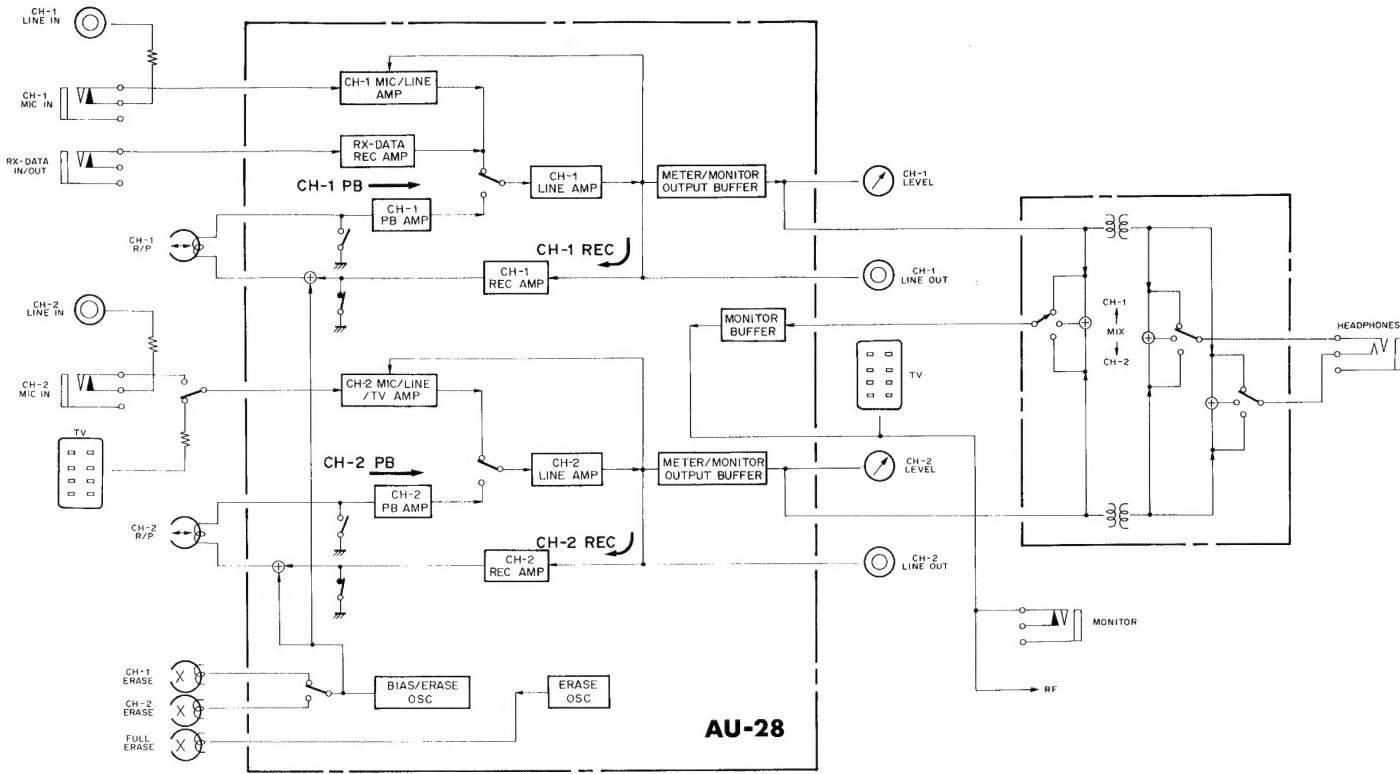 CH-1
LINE IN
CH-1
MIC IN
RX-DATA
IN/OUT
CH-1 MIC/LINE
AMP
RX-DATA
REC AMP
CH-1 PB
CH-1
PB AMP
CH-1
LINE AMP
METER/MONITOR
OUTPUT BUFFER
CH-1
LEVEL
CH-1
R/P
CH-1 REC
CH-1
REC AMP
CH-1
LINE OUT
CH-2
LINE IN
MONITOR
BUFFER
CH-1
MIX
CH-2
HEADPHONES
TV
CH-2
MIC IN
CH-2 MIC/LINE
/TV AMP
TV
CH-2 PB
CH-2
PB AMP
CH-2
LINE AMP
METER/MONITOR
OUTPUT BUFFER
CH-2
LEVEL
CH-2
R/P
CH-2 REC
CH-2
REC AMP
CH-2
LINE OUT
MONITOR
CH-1
ERASE
CH-2
ERASE
FULL
ERASE
BIAS/ERASE
OSC
ERASE
OSC
RF
AU-28